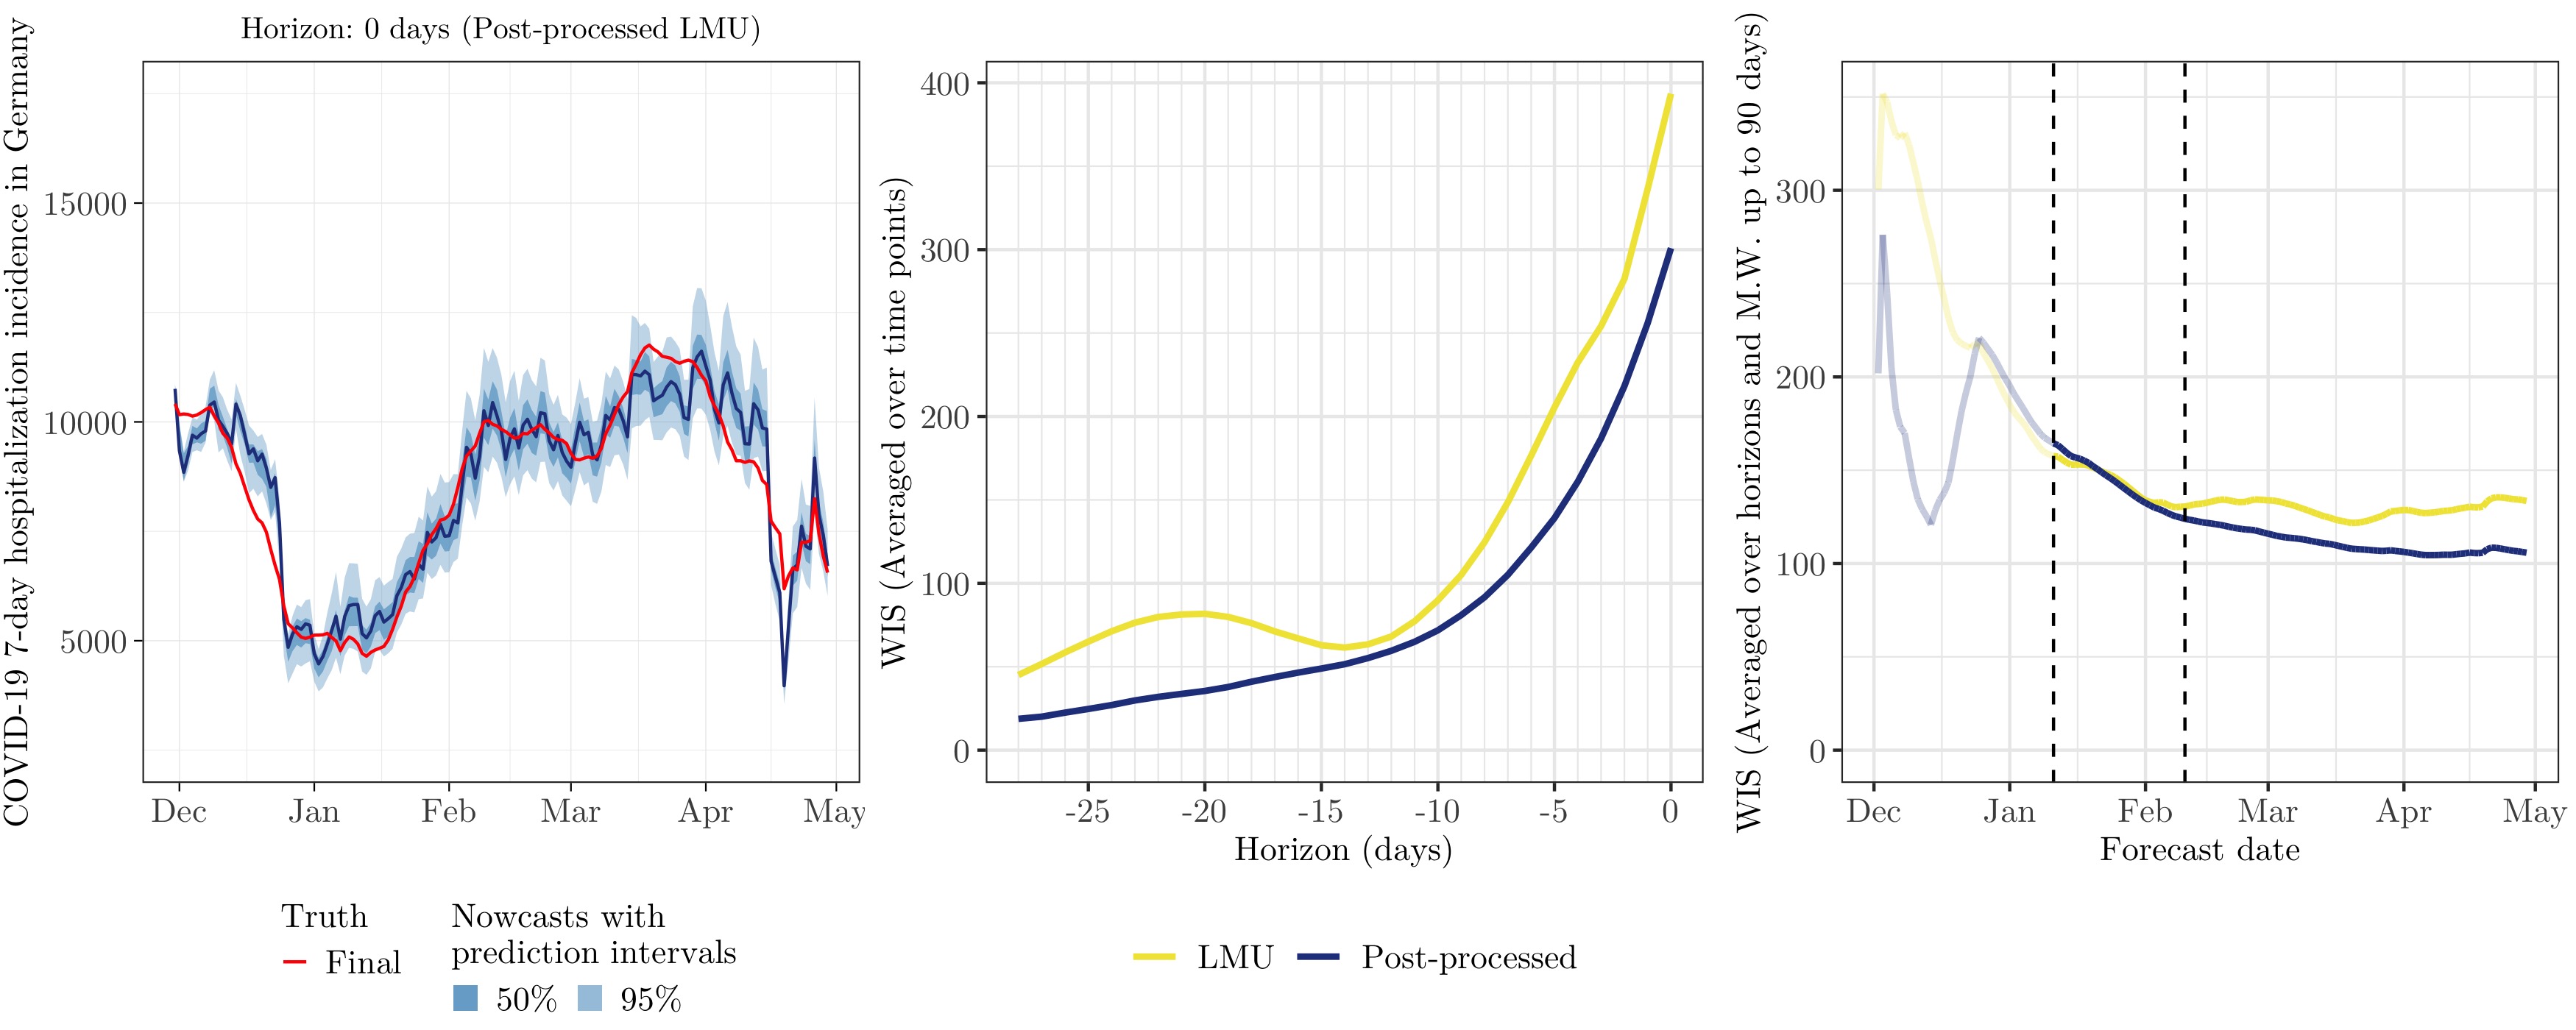 Horizon: 0 days (Post-processed LMU)
COVID-19 7-day hospitalization incidence in Germany
15000
10000
5000
Dec Jan Feb Mar Apr May
Truth
Final
Nowcasts with
prediction intervals
50% 95%
WIS (Averaged over time points)
400
300
200
100
0
-25 -20 -15 -10 -5 0
Horizon (days)
LMU Post-processed
WIS (Averaged over horizons and M.W. up to 90 days)
300
200
100
0
Dec Jan Feb Mar Apr May
Forecast date